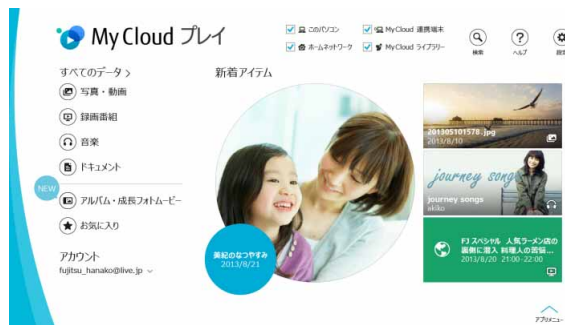 My Cloud プレイ
このパソコン
My Cloud 連携端末
ホームネットワーク
My Cloud ライブラリー
検索
ヘルプ
設定
すべてのデータ >
写真・動画
録画番組
音楽
ドキュメント
NEW
アルバム・成長フォトムービー
お気に入り
アカウント
fujitsu_hanako@live.jp
新着アイテム
美紀のなつやすみ
2013/8/21
201305101578.jpg
2013/8/10
journey song
journey songs
akiko
FJ スペシャル 人気ラーメン店の
裏側に潜入 料理人の苦悩...
2013/8/20 21:00-22:00
アプリメニュー